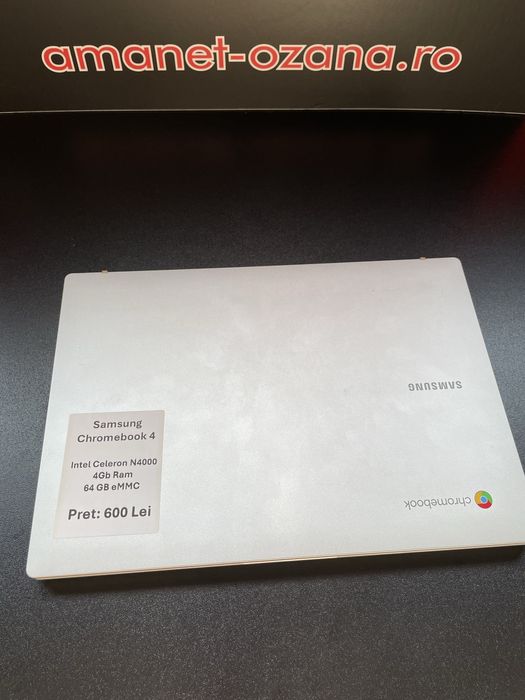 amanet-ozana.ro
SAMSUNG
Samsung
Chromebook 4
Intel Celeron N4000
4Gb Ram
64 GB eMMC
Pret: 600 Lei
chromebook